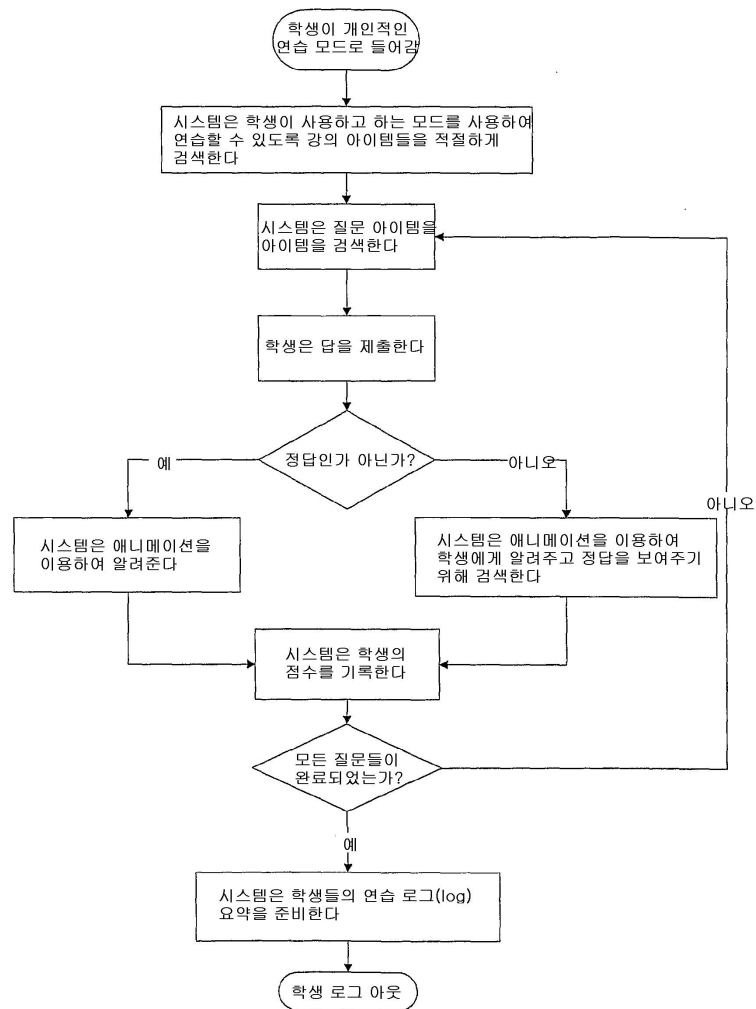 학생이 개인적인
연습 모드로 들어감
시스템은 학생이 사용하고 하는 모드를 사용하여
연습할 수 있도록 강의 아이템들을 적절하게
검색한다
시스템은 질문 아이템을
아이템을 검색한다
학생은 답을 제출한다
정답인가 아닌가?
예
아니오
아니오
시스템은 애니메이션을
이용하여 알려준다
시스템은 애니메이션을 이용하여
학생에게 알려주고 정답을 보여주기
위해 검색한다
시스템은 학생의
점수를 기록한다
모든 질문들이
완료되었는가?
예
시스템은 학생들의 연습 로그(log)
요약을 준비한다
학생 로그 아웃